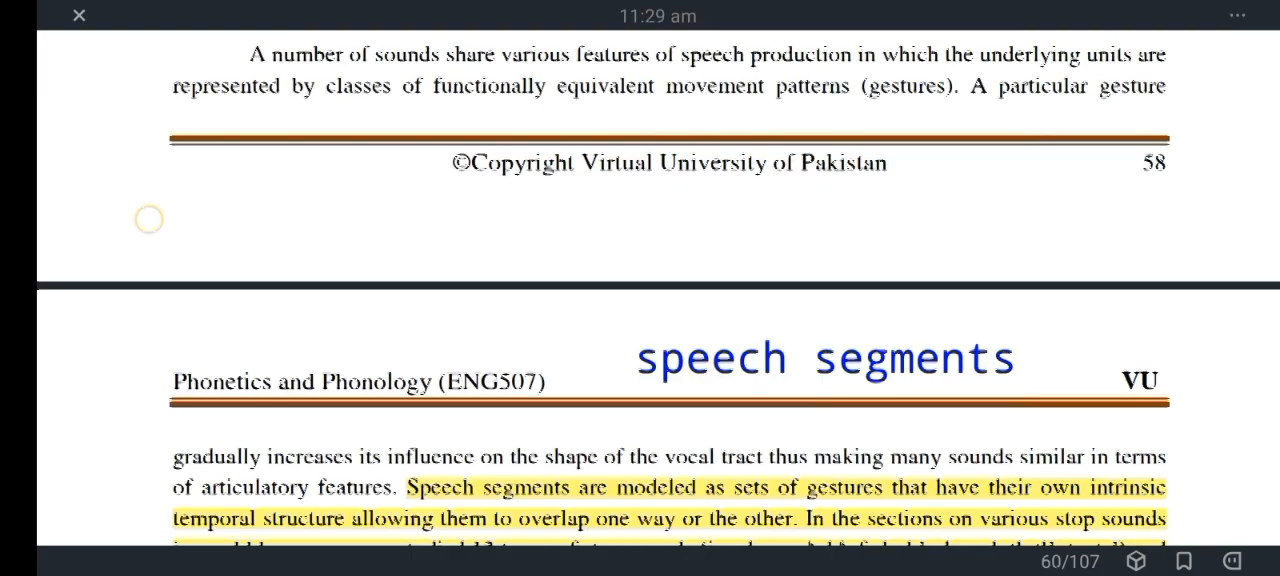 11:29 am
A number of sounds share various features of speech production in which the underlying units are
represented by classes of functionally equivalent movement patterns (gestures). A particular gesture
©Copyright Virtual University of Pakistan 58
speech segments
Phonetics and Phonology (ENG507) VU
gradually increases its influence on the shape of the vocal tract thus making many sounds similar in terms
of articulatory features. Speech segments are modeled as sets of gestures that have their own intrinsic
temporal structure allowing them to overlap one way or the other. In the sections on various stop sounds
60/107